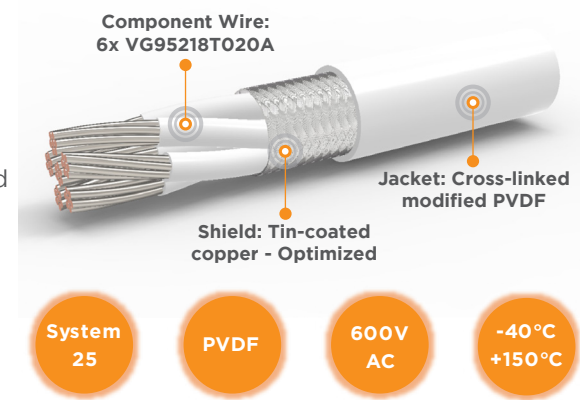 Component Wire:
6x VG95218T020A
d
Jacket: Cross-linked
modified PVDF
Shield: Tin-coated
copper - Optimized
System
25
PVDF
600V
AC
-40°C
+150°C